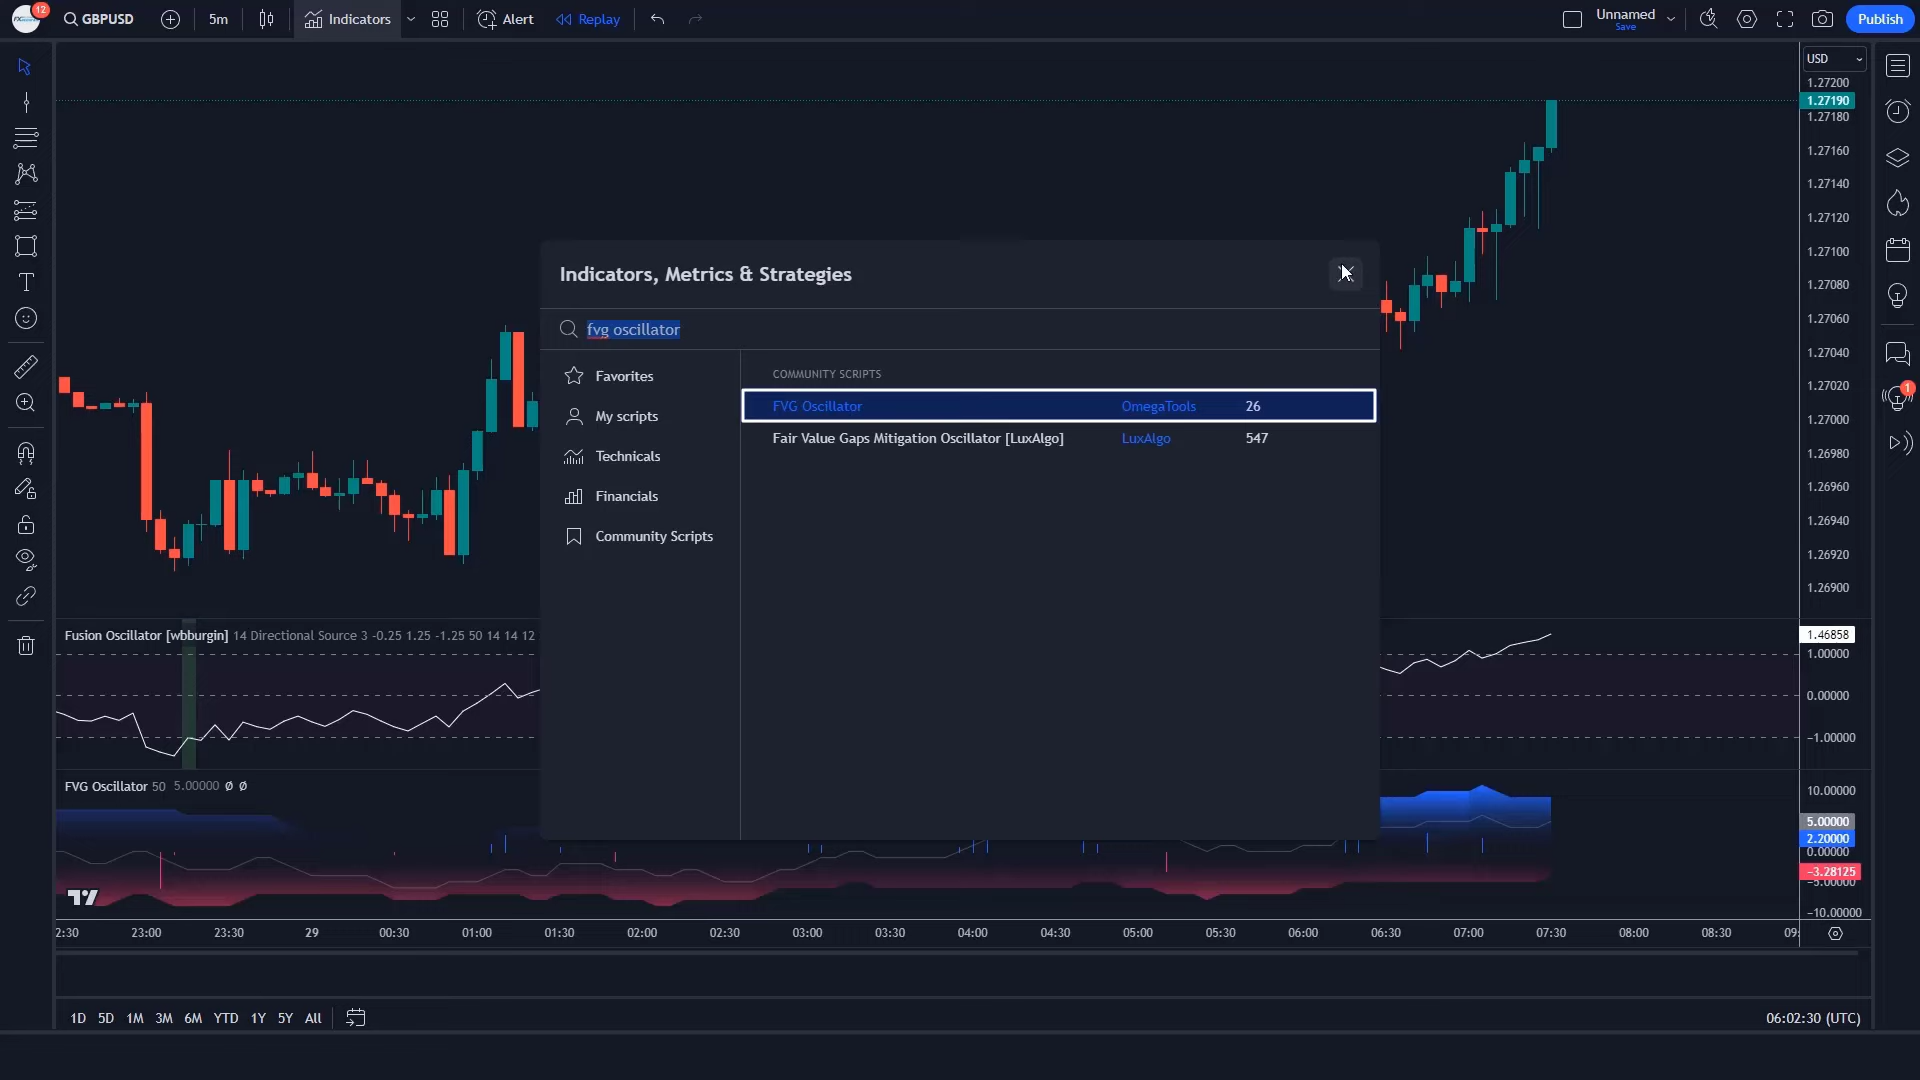 12
GBPUSD
5m
Indicators
Alert
Replay
Unnamed
Save
Publish
USD
1.27200
1.27190
1.27180
1.27160
1.27140
1.27120
1.27100
1.27080
1.27060
1.27040
1.27020
1.27000
1.26980
1.26960
1.26940
1.26920
1.26900
1
Indicators, Metrics & Strategies
fvg oscillator
Favorites
My scripts
Technicals
Financials
Community Scripts
COMMUNITY SCRIPTS
FVG Oscillator OmegaTools 26
Fair Value Gaps Mitigation Oscillator [LuxAlgo] LuxAlgo 547
Fusion Oscillator [wbburgin] 14 Directional Source 3 -0.25 1.25 -1.25 50 14 14 12
1.46858
1.00000
0.00000
−1.00000
FVG Oscillator 50 5.00000 Ø Ø
10.00000
5.00000
2.20000
0.00000
−3.28125
−5.00000
−10.00000
2:30 23:00 23:30 29 00:30 01:00 01:30 02:00 02:30 03:00 03:30 04:00 04:30 05:00 05:30 06:00 06:30 07:00 07:30 08:00 08:30 09:
1D 5D 1M 3M 6M YTD 1Y 5Y All
06:02:30 (UTC)